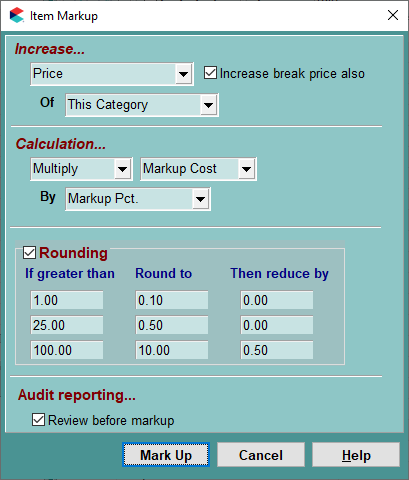 Item Markup
Increase...
Price
Increase break price also
Of
This Category
Calculation...
Multiply
Markup Cost
By
Markup Pct.
Rounding
If greater than Round to Then reduce by
1.00 0.10 0.00
25.00 0.50 0.00
100.00 10.00 0.50
Audit reporting...
Review before markup
Mark Up Cancel Help